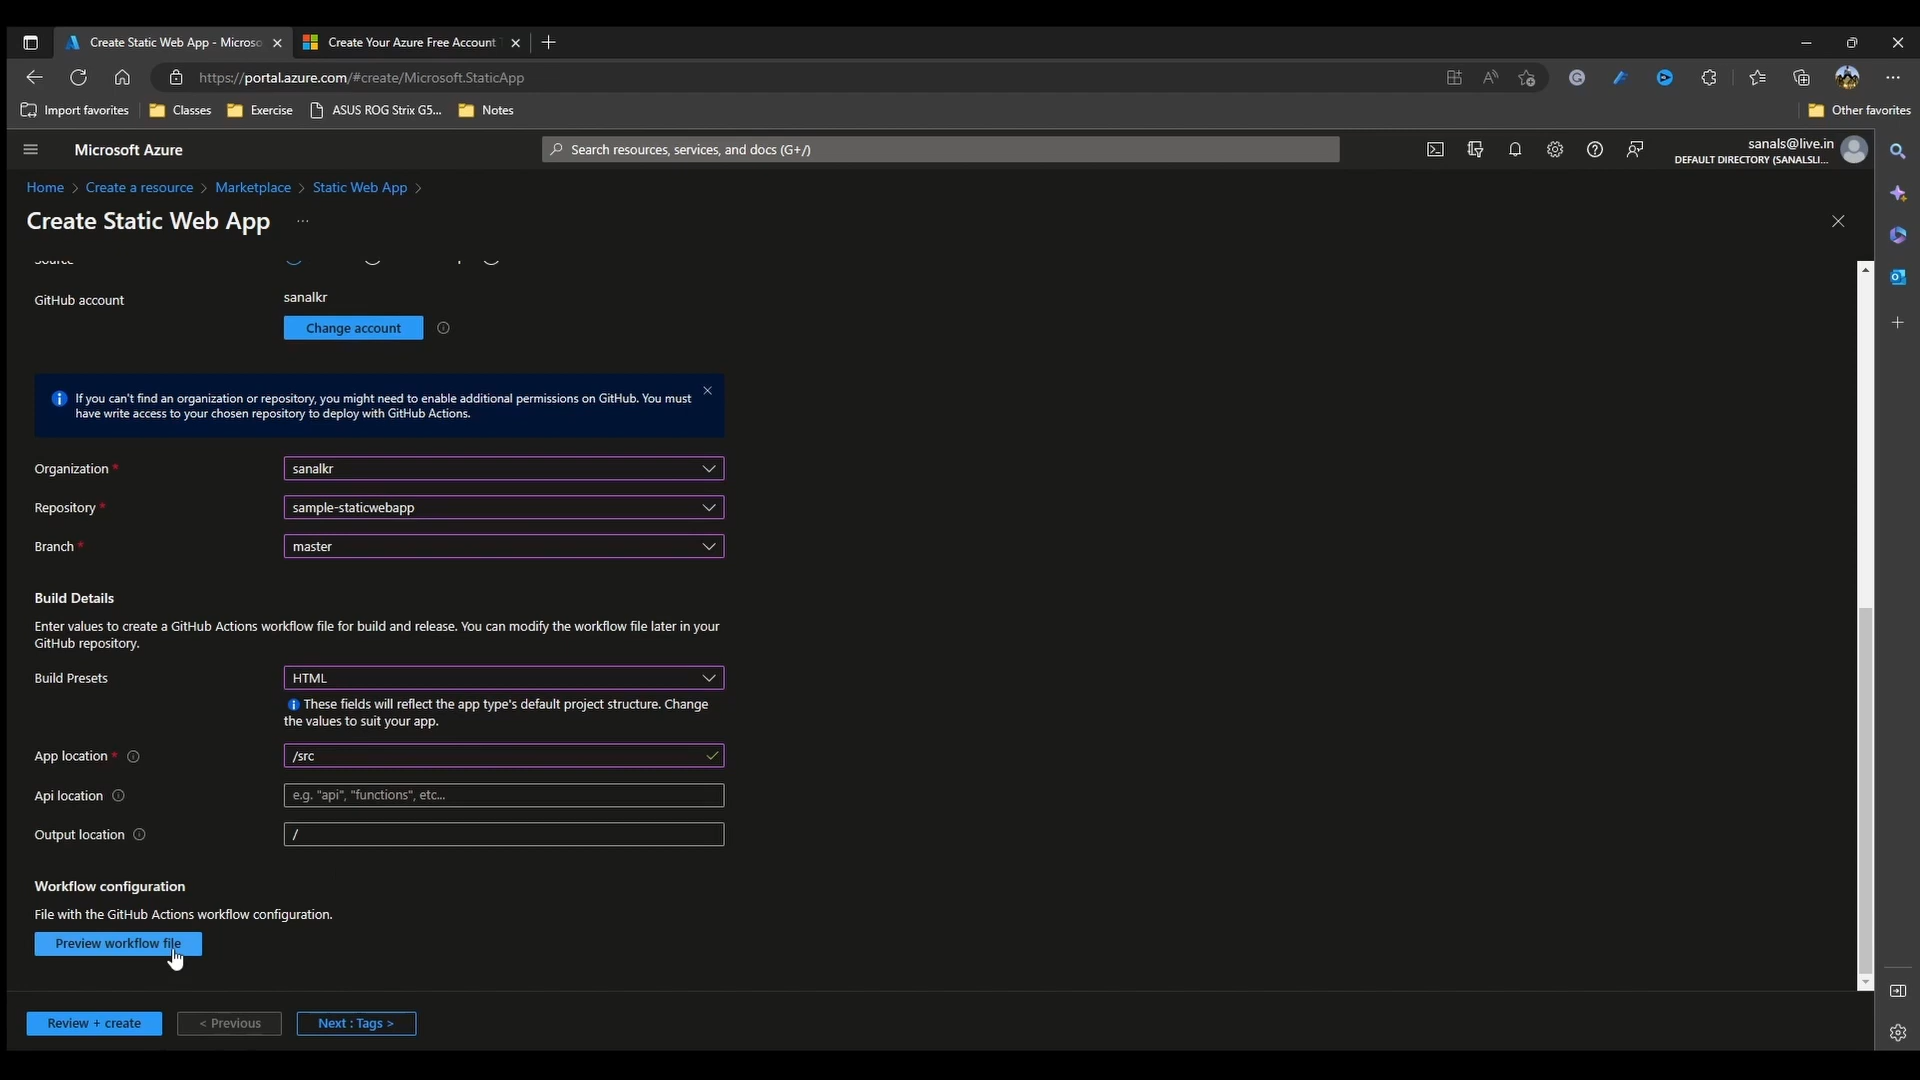 Create Static Web App - Microso
Create Your Azure Free Account
https://portal.azure.com/#create/Microsoft.StaticApp
Import favorites
Classes
Exercise
ASUS ROG Strix G5...
Notes
Other favorites
Microsoft Azure
Search resources, services, and docs (G+/)
sanals@live.in
DEFAULT DIRECTORY (SANALSLI...
Home > Create a resource > Marketplace > Static Web App >
Create Static Web App ...
Source
GitHub account
sanalkr
Change account
If you can't find an organization or repository, you might need to enable additional permissions on GitHub. You must
have write access to your chosen repository to deploy with GitHub Actions.
Organization *
sanalkr
Repository *
sample-staticwebapp
Branch *
master
Build Details
Enter values to create a GitHub Actions workflow file for build and release. You can modify the workflow file later in your
GitHub repository.
Build Presets
HTML
These fields will reflect the app type's default project structure. Change
the values to suit your app.
App location *
/src
Api location
e.g. "api", "functions", etc...
Output location
/
Workflow configuration
File with the GitHub Actions workflow configuration.
Preview workflow file
Review + create
< Previous
Next : Tags >